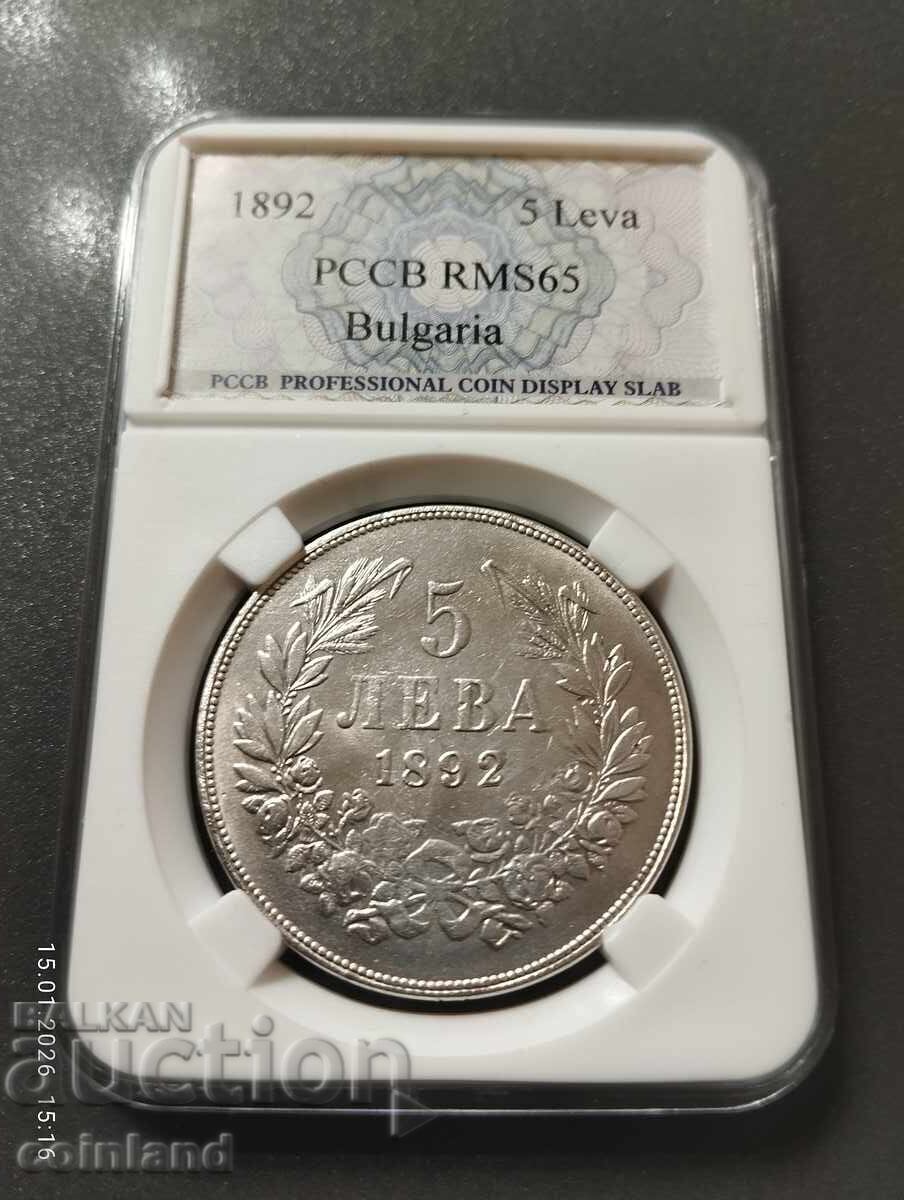 1892 5 Leva
PCCB RMS65
Bulgaria
PCCB PROFESSIONAL COIN DISPLAY SLAB
5
ЛЕВА
1892
15.01.2026 15:16
BALKAN
auction
coinland